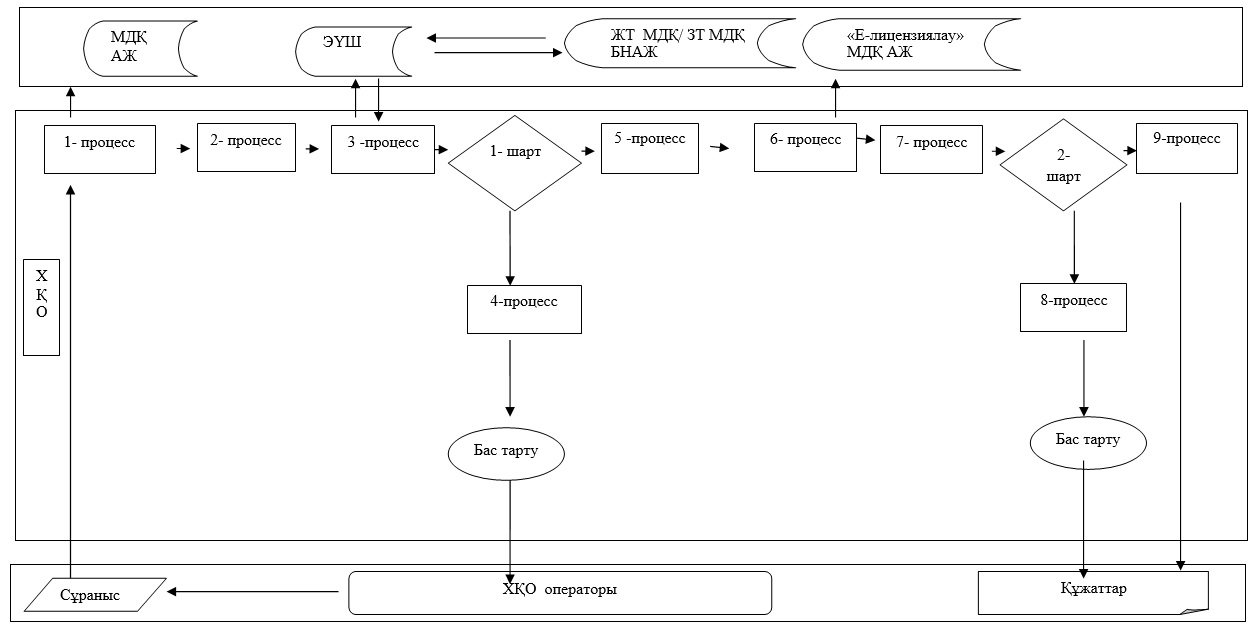 МДҚ
АЖ
ЭҮШ
ЖТ МДҚ/ ЗТ МДҚ
БНАЖ
«Е-лицензиялау»
МДҚ АЖ
1- процесс
2- процесс
3 -процесс
1- шарт
5 -процесс
6- процесс
7- процесс
2-
шарт
9-процесс
Х
Қ
О
4-процесс
8-процесс
Бас тарту
Бас тарту
Сұраныс
ХҚО операторы
Құжаттар